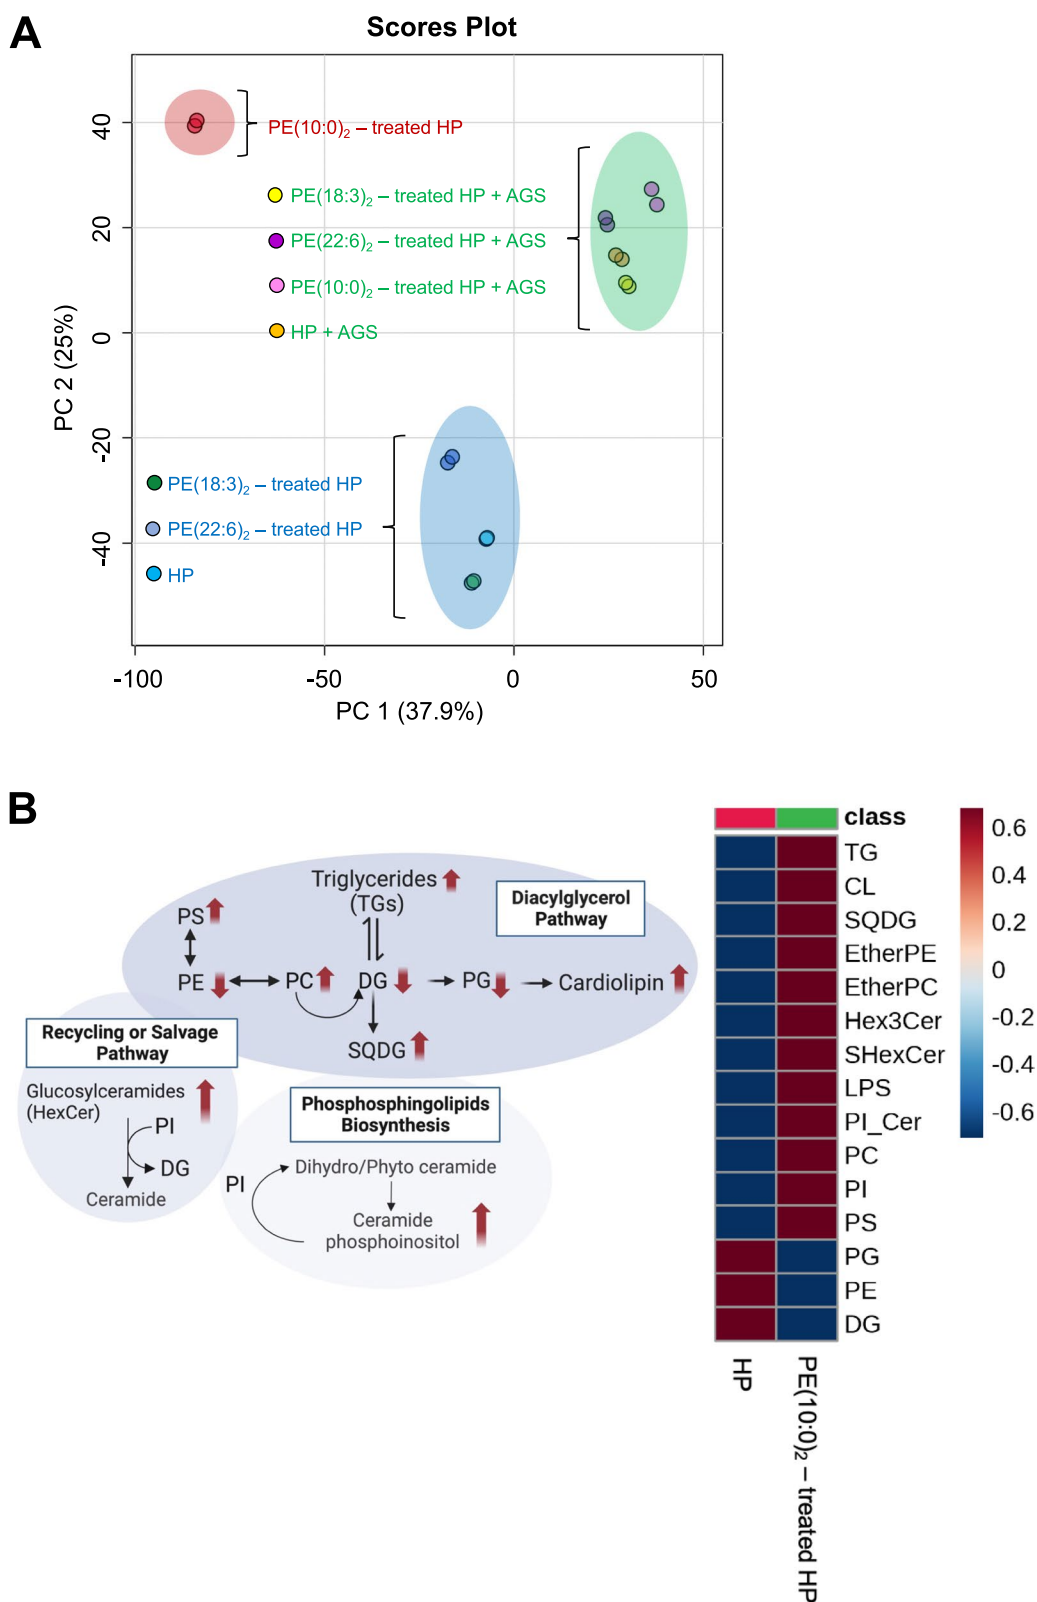 A
Scores Plot
PE(10:0)₂ – treated HP
PE(18:3)₂ – treated HP + AGS
PE(22:6)₂ – treated HP + AGS
PE(10:0)₂ – treated HP + AGS
HP + AGS
PE(18:3)₂ – treated HP
PE(22:6)₂ – treated HP
HP
40
20
0
-20
-40
PC 2 (25%)
-100
-50
0
50
PC 1 (37.9%)
B
Triglycerides
(TGs)
Diacylglycerol
Pathway
PS
PE
PC
DG
PG
Cardiolipin
SQDG
Recycling or Salvage
Pathway
Glucosylceramides
(HexCer)
PI
DG
Ceramide
Phosphosphingolipids
Biosynthesis
Dihydro/Phyto ceramide
PI
Ceramide
phosphoinositol
class
TG
CL
SQDG
EtherPE
EtherPC
Hex3Cer
SHexCer
LPS
PI_Cer
PC
PI
PS
PG
PE
DG
HP
PE(10:0)₂ – treated HP
0.6
0.4
0.2
0
-0.2
-0.4
-0.6